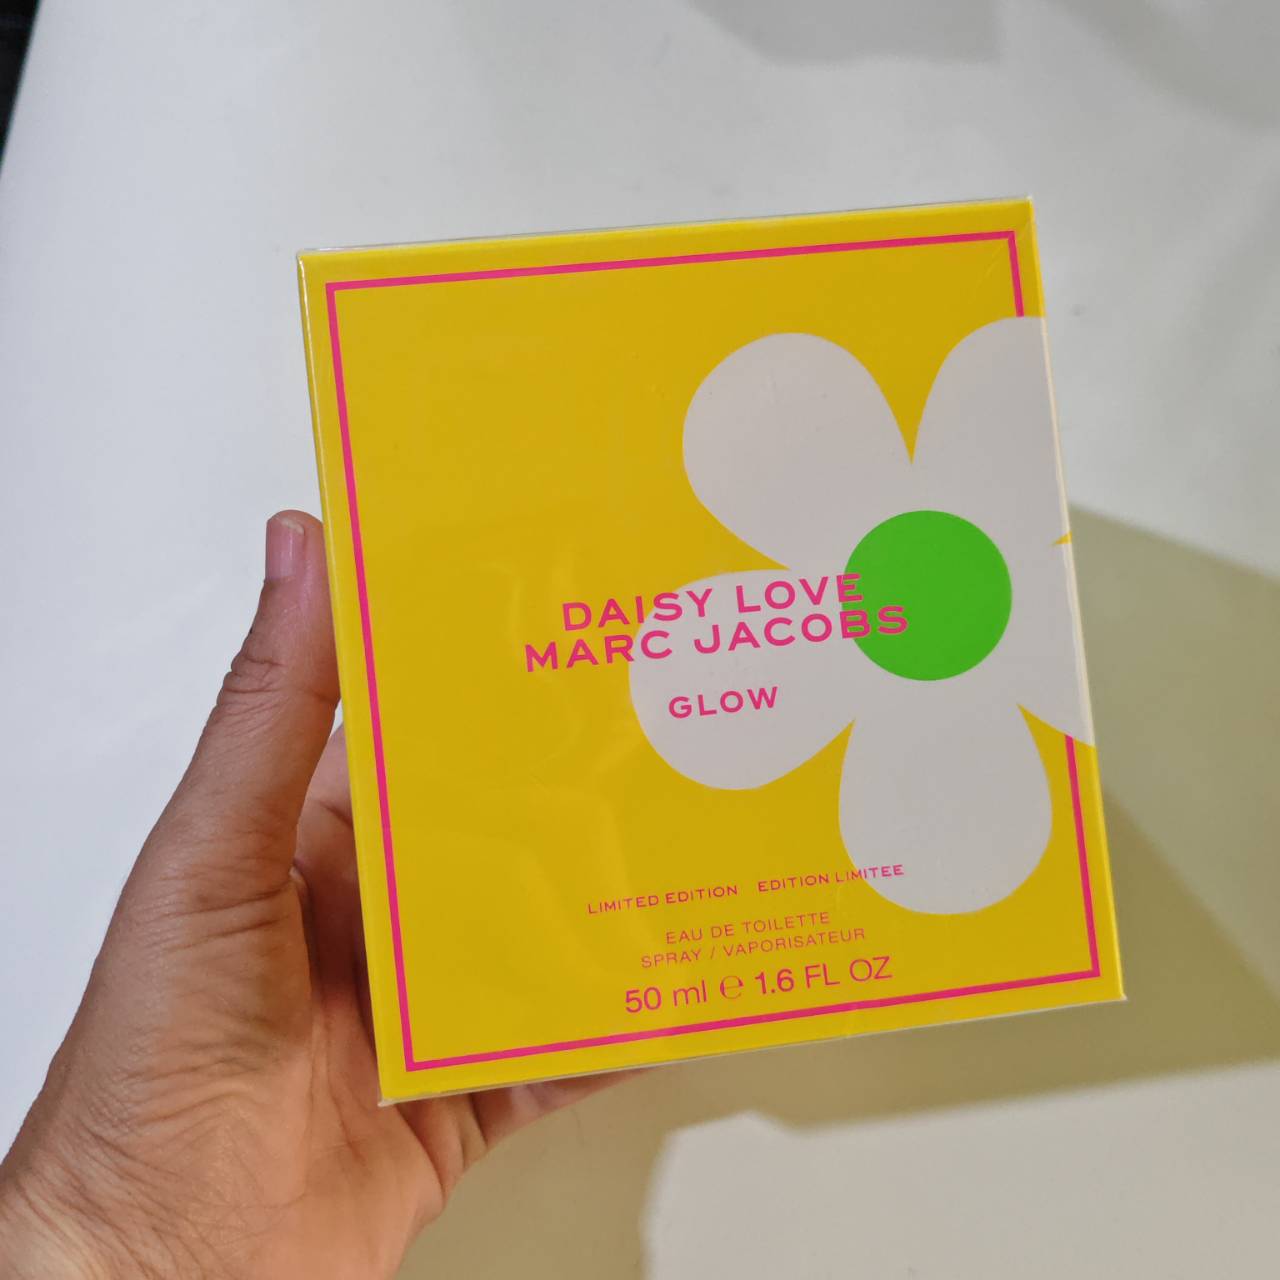 DAISY LOVE
MARC JACOBS
GLOW
LIMITED EDITION EDITION LIMITEE
EAU DE TOILETTE
SPRAY / VAPORISATEUR
50 ml ℮ 1.6 FL OZ